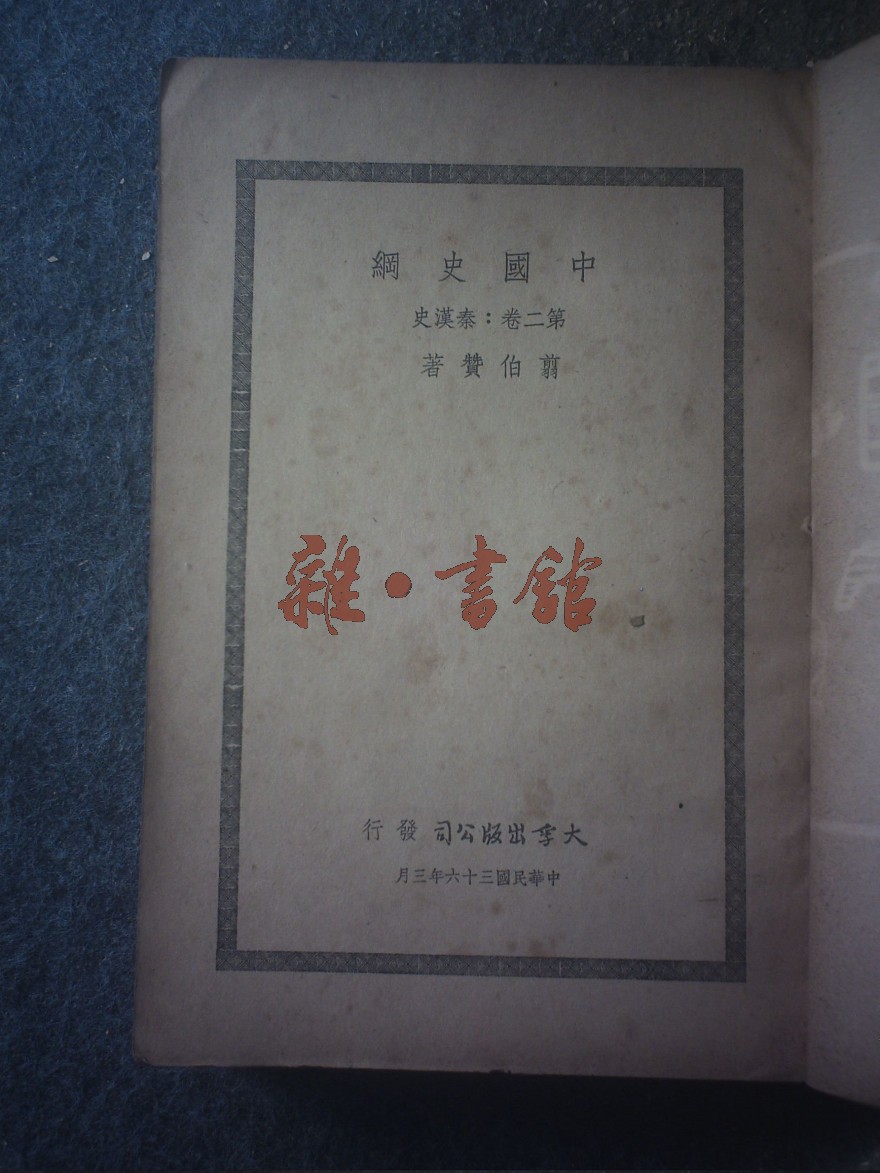 中國史綱
第二卷：秦漢史
翦伯贊著
雜·書館
大孚出版公司發行
中華民國三十六年三月